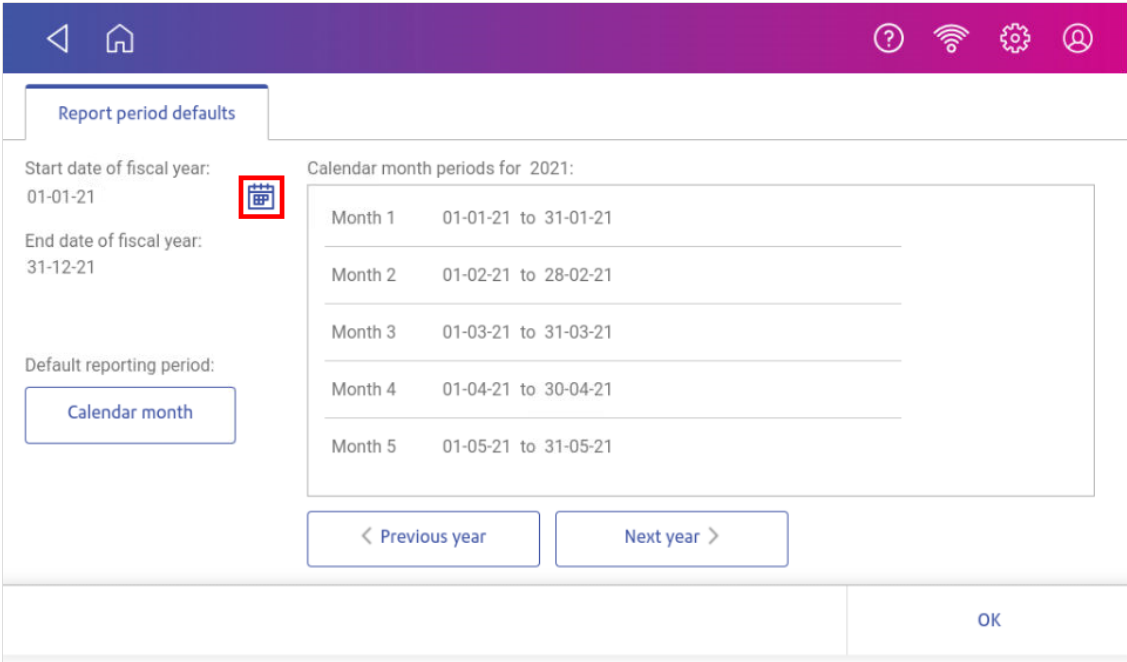 Report period defaults
Start date of fiscal year:
01-01-21
End date of fiscal year:
31-12-21
Default reporting period:
Calendar month
Calendar month periods for 2021:
Month 1 01-01-21 to 31-01-21
Month 2 01-02-21 to 28-02-21
Month 3 01-03-21 to 31-03-21
Month 4 01-04-21 to 30-04-21
Month 5 01-05-21 to 31-05-21
< Previous year
Next year >
OK